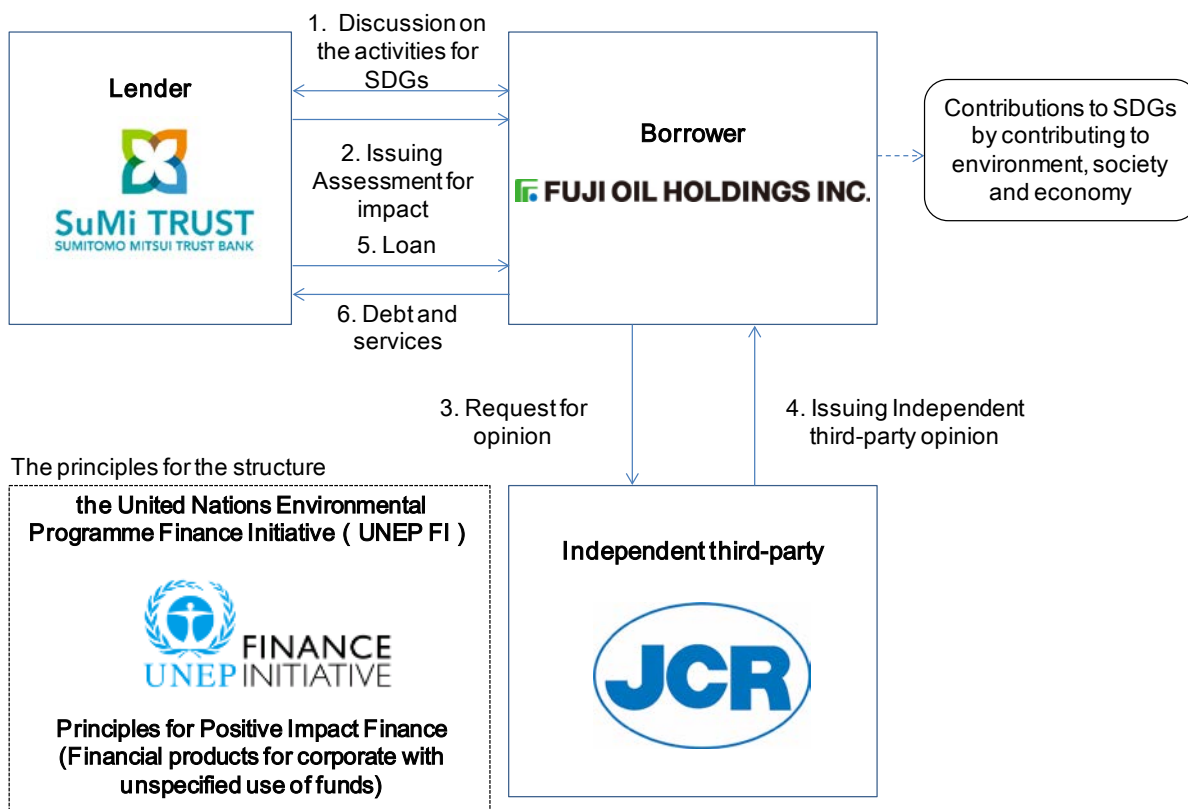 1. Discussion on
the activities for
SDGs
Lender
SuMi TRUST
SUMITOMO MITSUI TRUST BANK
2. Issuing
Assessment for
impact
5. Loan
6. Debt and
services
Borrower
FUJI OIL HOLDINGS INC.
Contributions to SDGs
by contributing to
environment, society
and economy
3. Request for
opinion
4. Issuing Independent
third-party opinion
The principles for the structure
the United Nations Environmental
Programme Finance Initiative ( UNEP FI )
FINANCE
UNEP INITIATIVE
Principles for Positive Impact Finance
(Financial products for corporate with
unspecified use of funds)
Independent third-party
JCR